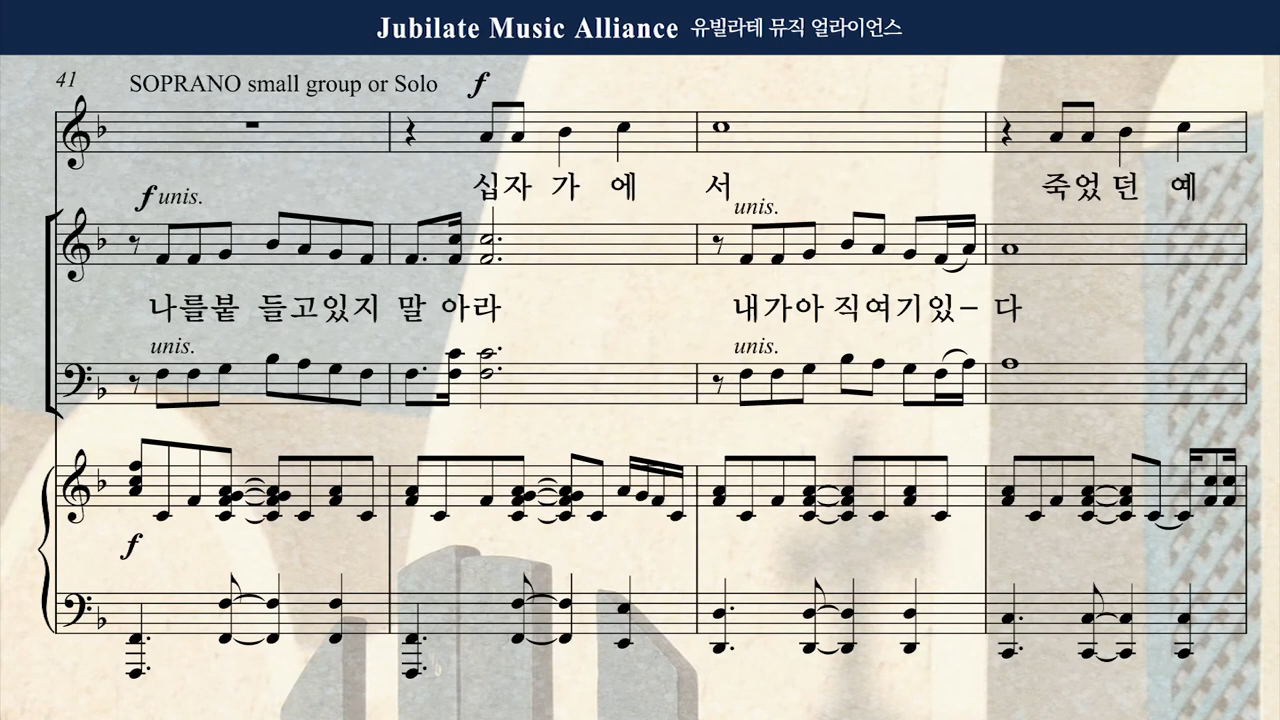 Jubilate Music Alliance 유빌라테 뮤직 얼라이언스
41 SOPRANO small group or Solo f
십자 가 에 서 죽었 던 예
f unis. unis.
나를붙 들고있지 말 아라 내가아 직여기있– 다
unis. unis.
f